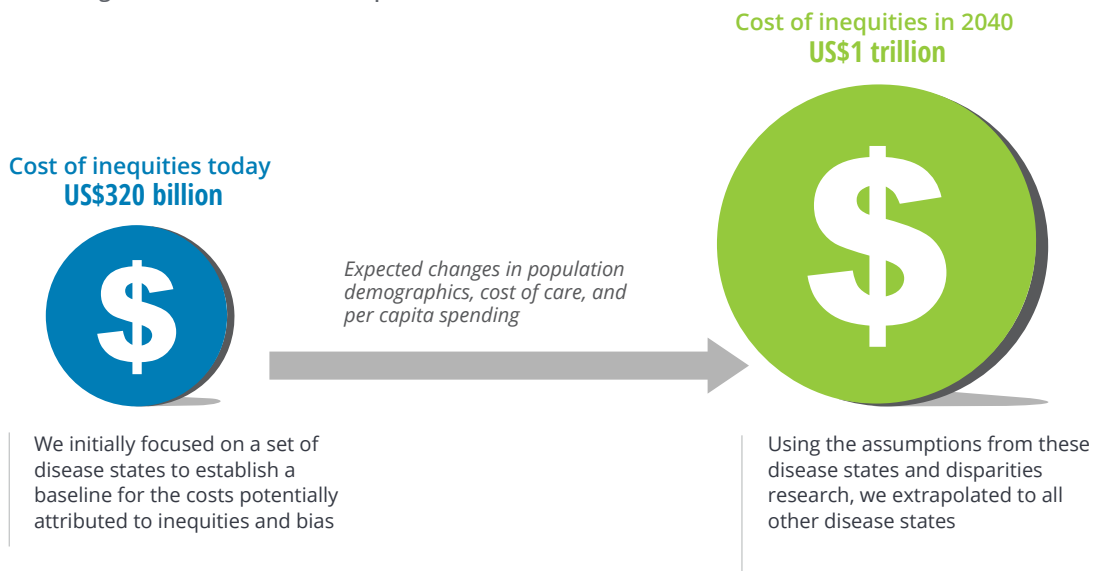 Cost of inequities in 2040
US$1 trillion
Cost of inequities today
US$320 billion
$
$
Expected changes in population
demographics, cost of care, and
per capita spending
We initially focused on a set of
disease states to establish a
baseline for the costs potentially
attributed to inequities and bias
Using the assumptions from these
disease states and disparities
research, we extrapolated to all
other disease states